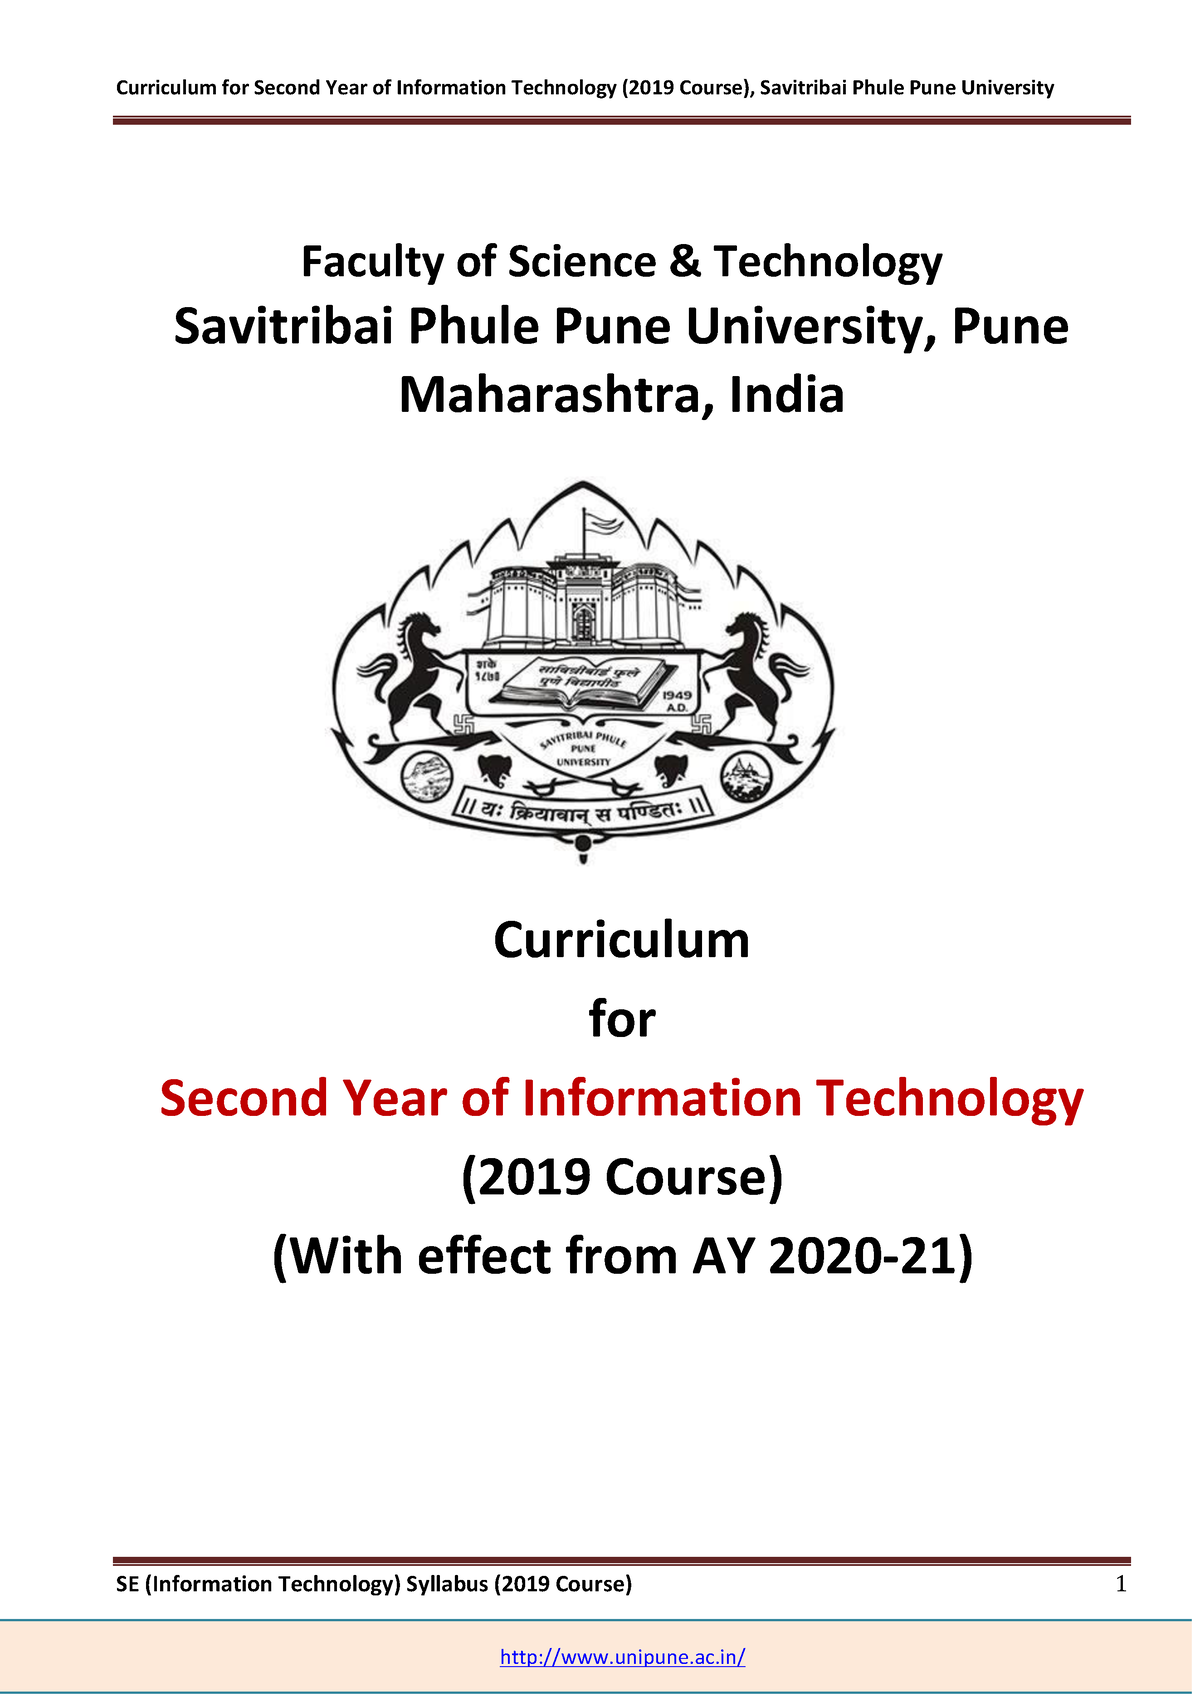 Curriculum for Second Year of Information Technology (2019 Course), Savitribai Phule Pune University
Faculty of Science & Technology
Savitribai Phule Pune University, Pune
Maharashtra, India
शके
१८७०
सावित्रीबाई फुले
पुणे विद्यापीठ
1949
A.D.
SAVITRIBAI PHULE
PUNE
UNIVERSITY
|| यः क्रियावान् स पण्डितः ||
Curriculum
for
Second Year of Information Technology
(2019 Course)
(With effect from AY 2020-21)
SE (Information Technology) Syllabus (2019 Course) 1
http://www.unipune.ac.in/